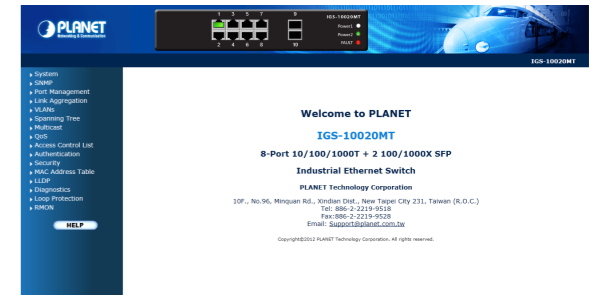 PLANET
Networking & Communication
1 3 5 7 9
2 4 6 8 10
IGS-10020MT
Power1
Power2
FAULT
IGS-10020MT
System
SNMP
Port Management
Link Aggregation
VLANs
Spanning Tree
Multicast
QoS
Access Control List
Authentication
Security
MAC Address Table
LLDP
Diagnostics
Loop Protection
RMON
HELP
Welcome to PLANET
IGS-10020MT
8-Port 10/100/1000T + 2 100/1000X SFP
Industrial Ethernet Switch
PLANET Technology Corporation
10F., No.96, Minquan Rd., Xindian Dist., New Taipei City 231, Taiwan (R.O.C.)
Tel: 886-2-2219-9518
Fax:886-2-2219-9528
Email: Support@planet.com.tw
Copyright©2012 PLANET Technology Corporation. All rights reserved.